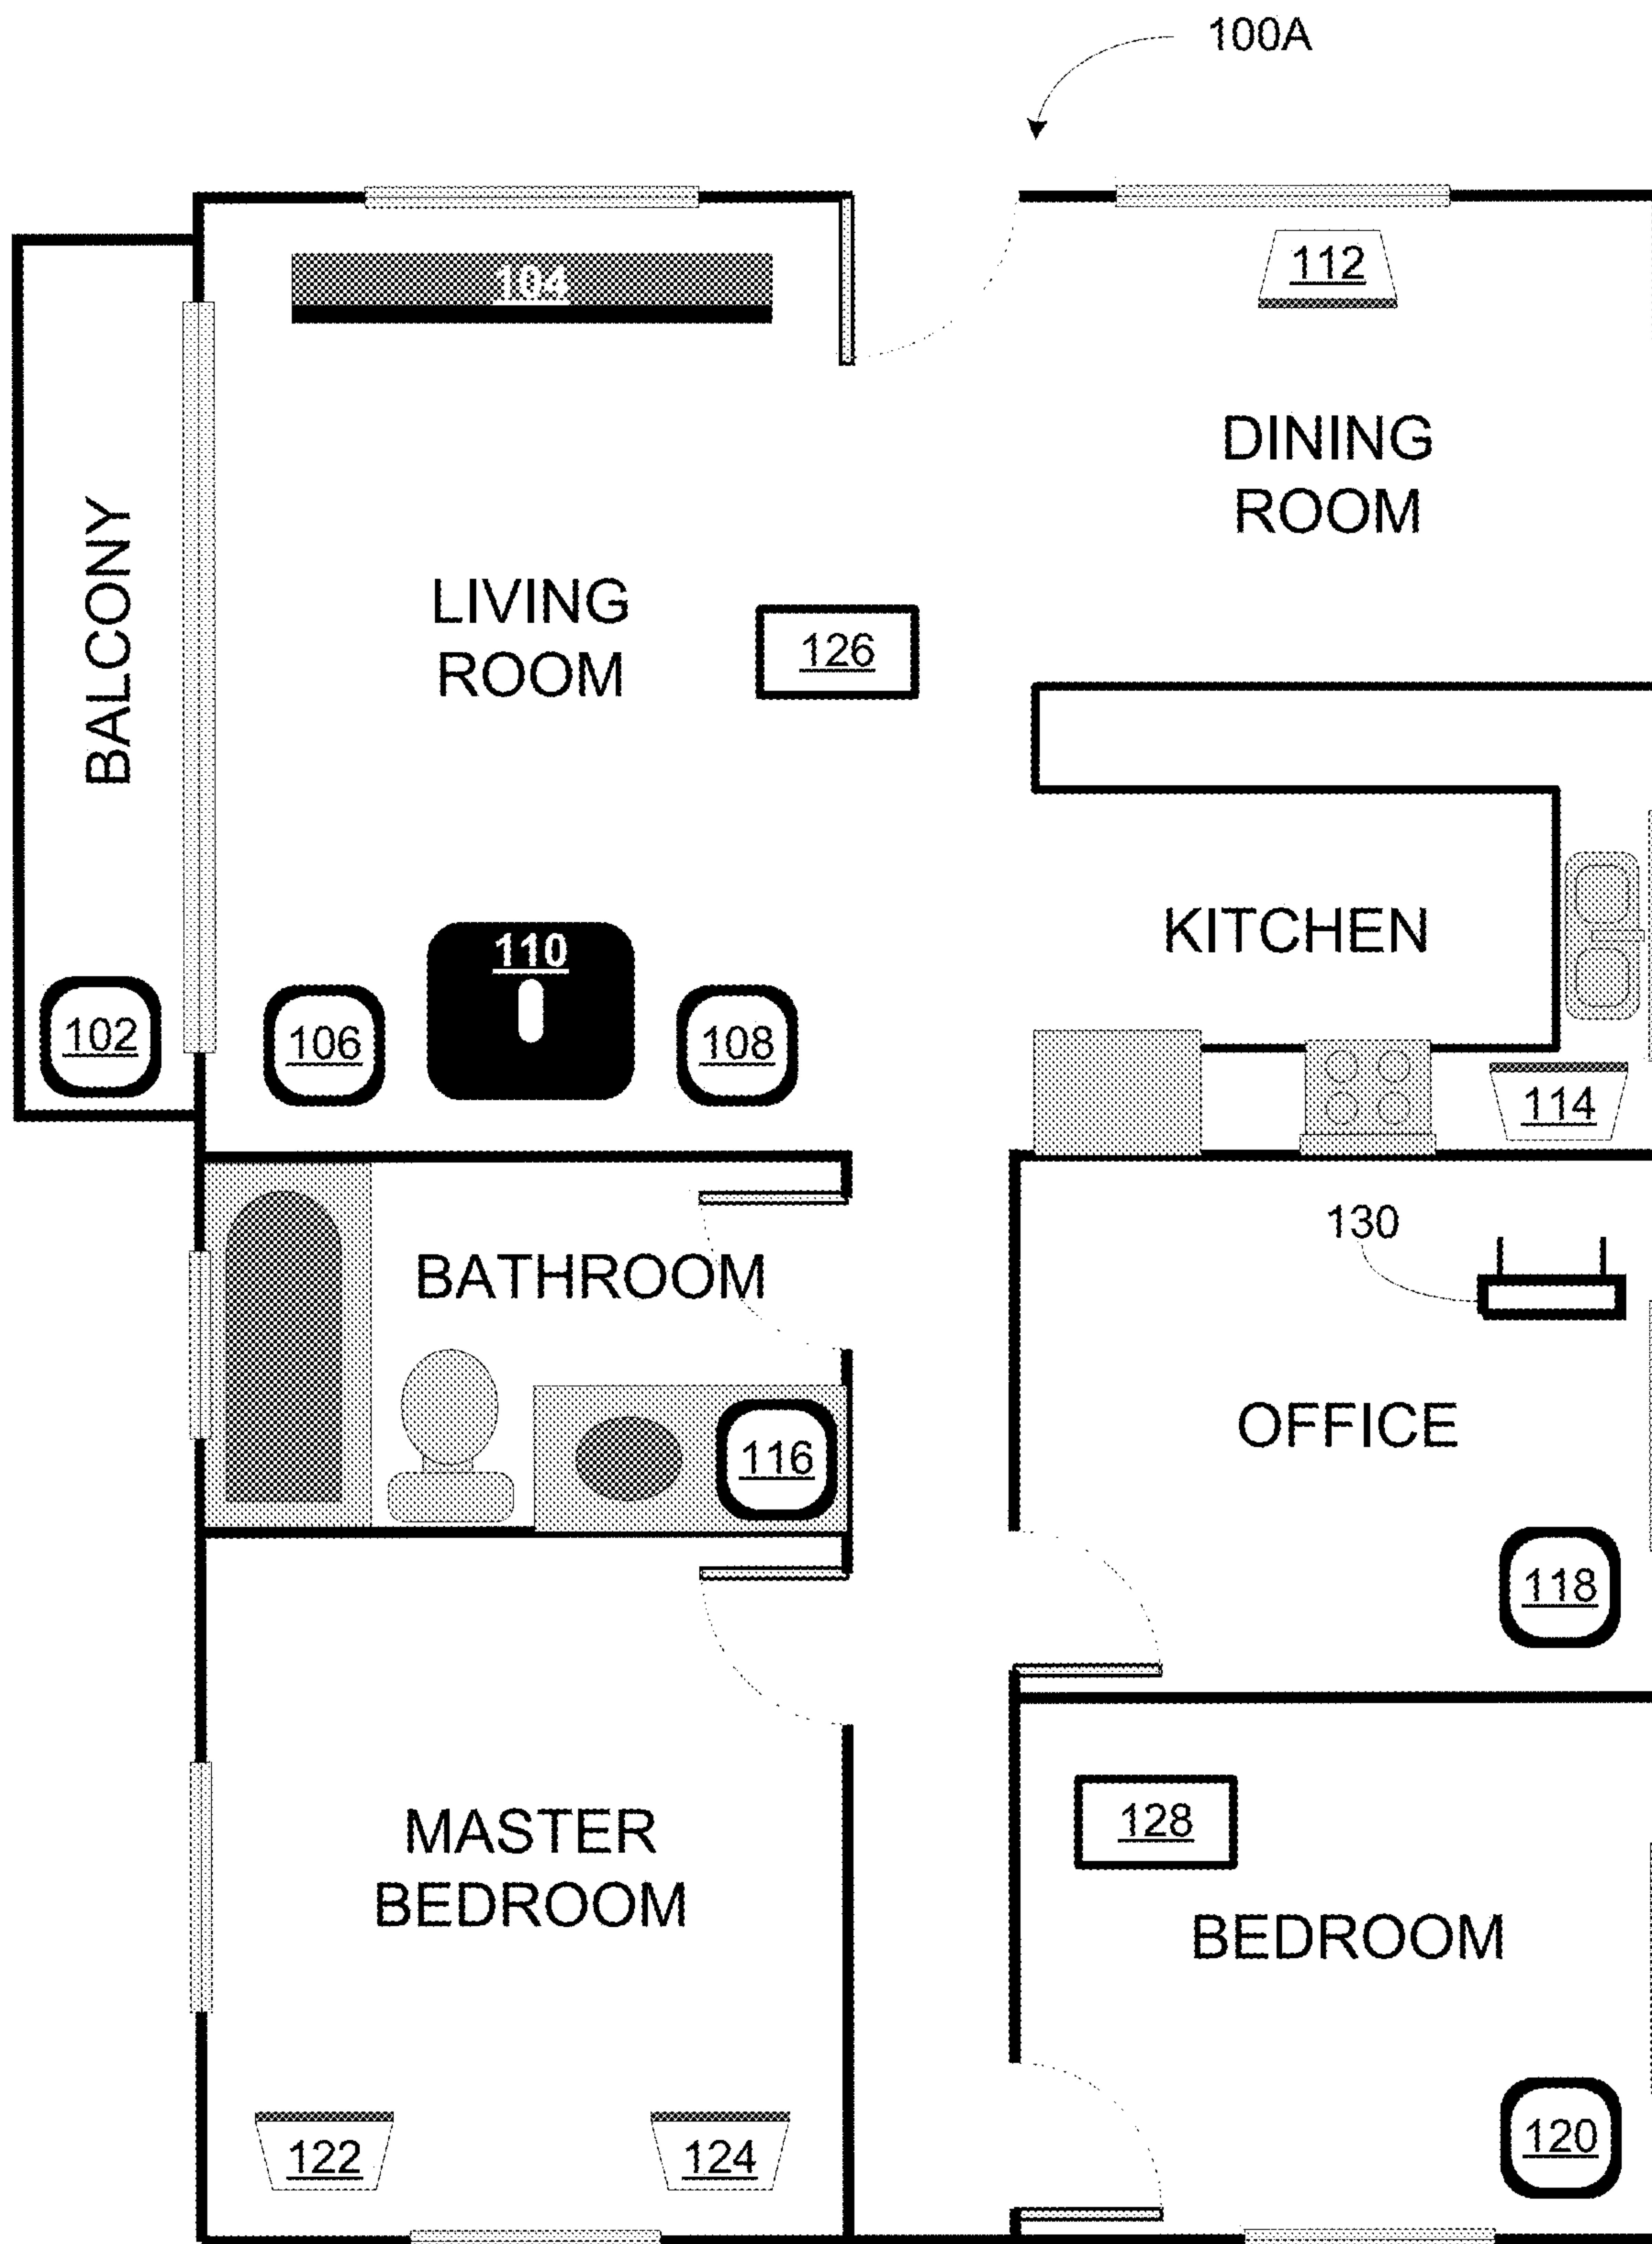 100A
104
112
DINING
ROOM
BALCONY
LIVING
ROOM
126
KITCHEN
110
102
106
108
114
130
BATHROOM
OFFICE
116
118
128
MASTER
BEDROOM
BEDROOM
122
124
120